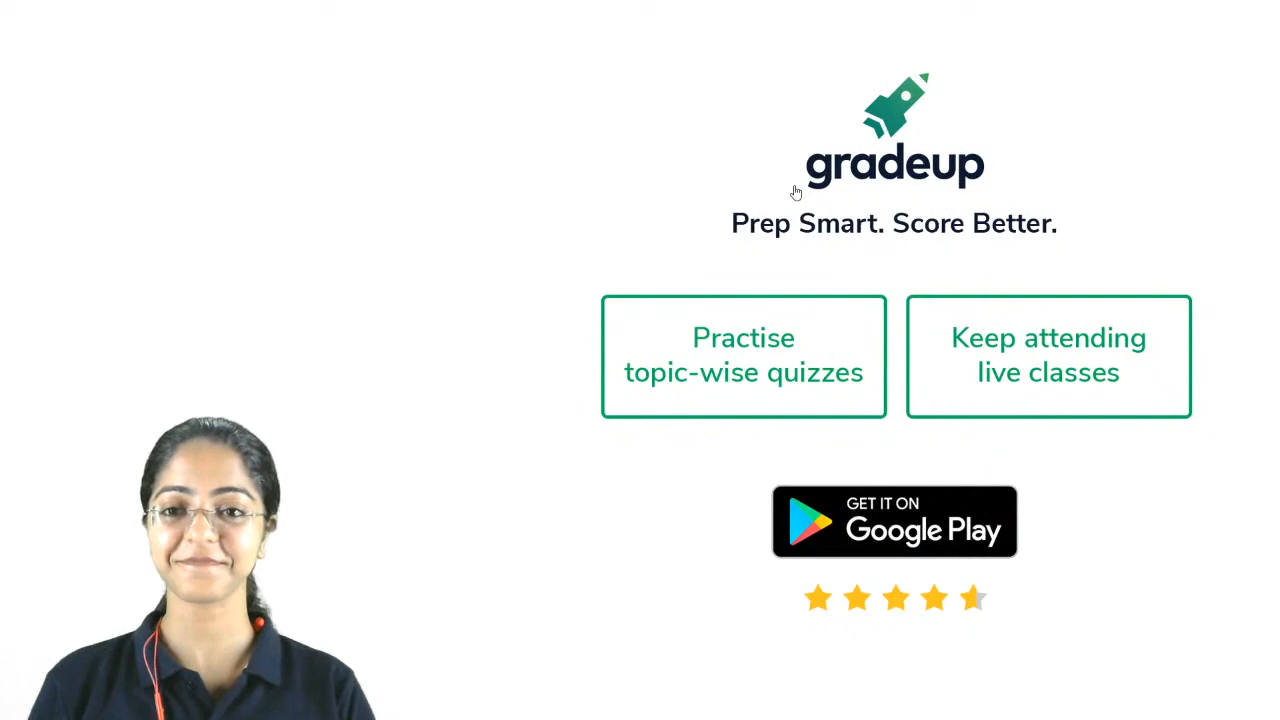 gradeup
Prep Smart. Score Better.
Practise
topic-wise quizzes
Keep attending
live classes
GET IT ON
Google Play